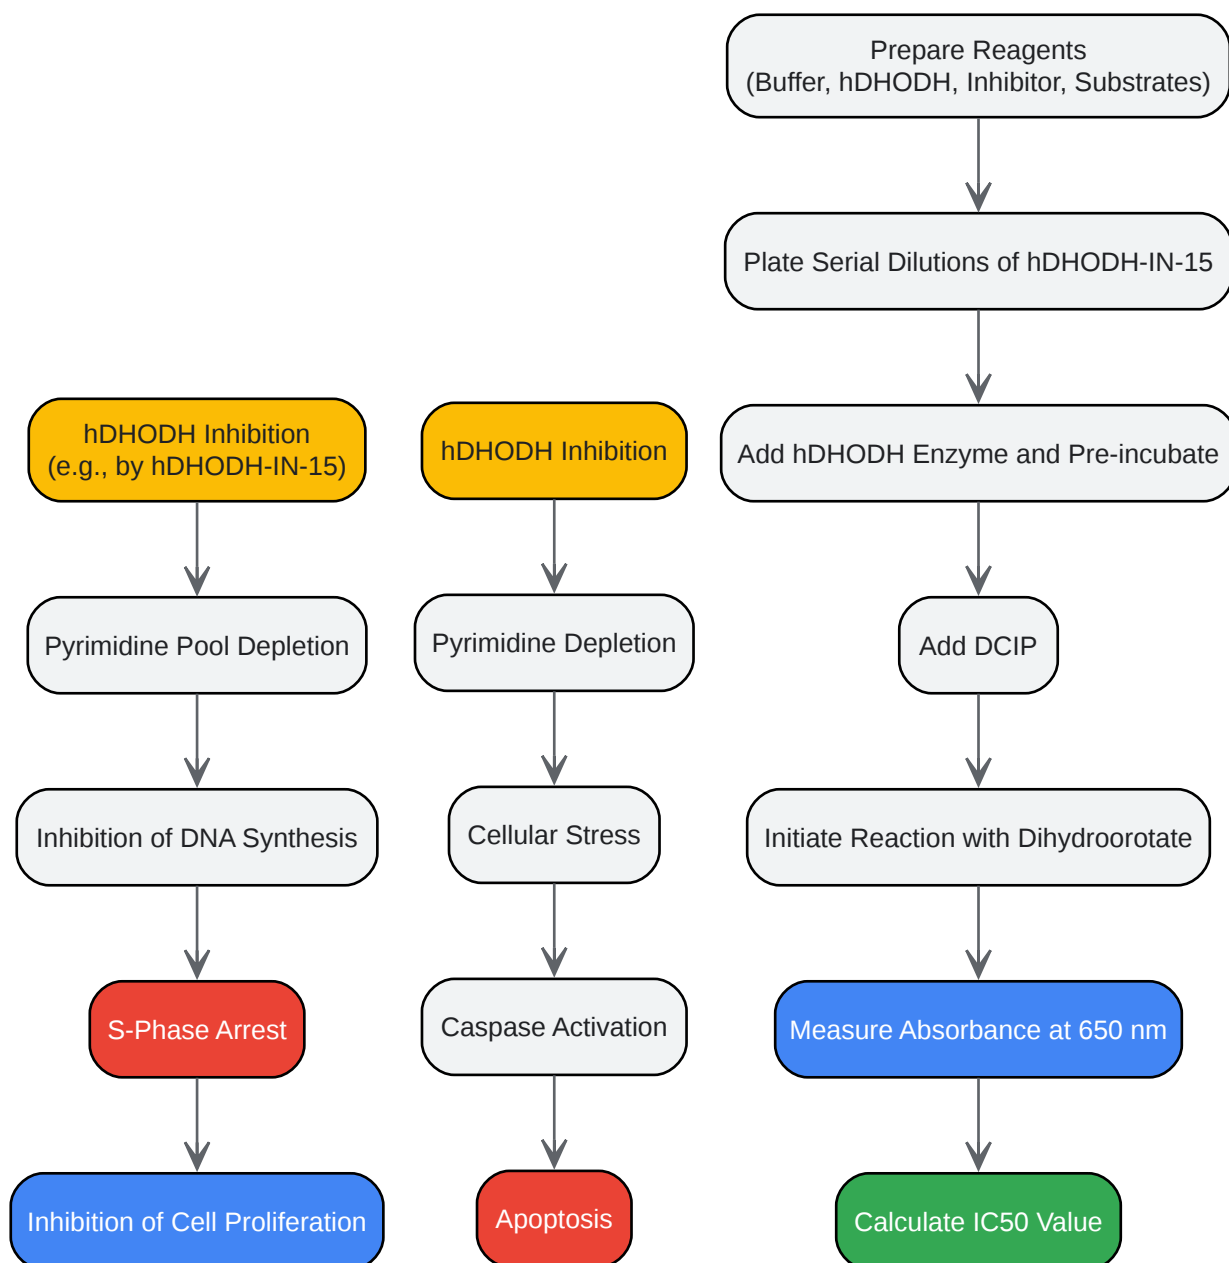 hDHODH Inhibition
(e.g., by hDHODH-IN-15)
Pyrimidine Pool Depletion
Inhibition of DNA Synthesis
S-Phase Arrest
Inhibition of Cell Proliferation
hDHODH Inhibition
Pyrimidine Depletion
Cellular Stress
Caspase Activation
Apoptosis
Prepare Reagents
(Buffer, hDHODH, Inhibitor, Substrates)
Plate Serial Dilutions of hDHODH-IN-15
Add hDHODH Enzyme and Pre-incubate
Add DCIP
Initiate Reaction with Dihydroorotate
Measure Absorbance at 650 nm
Calculate IC50 Value